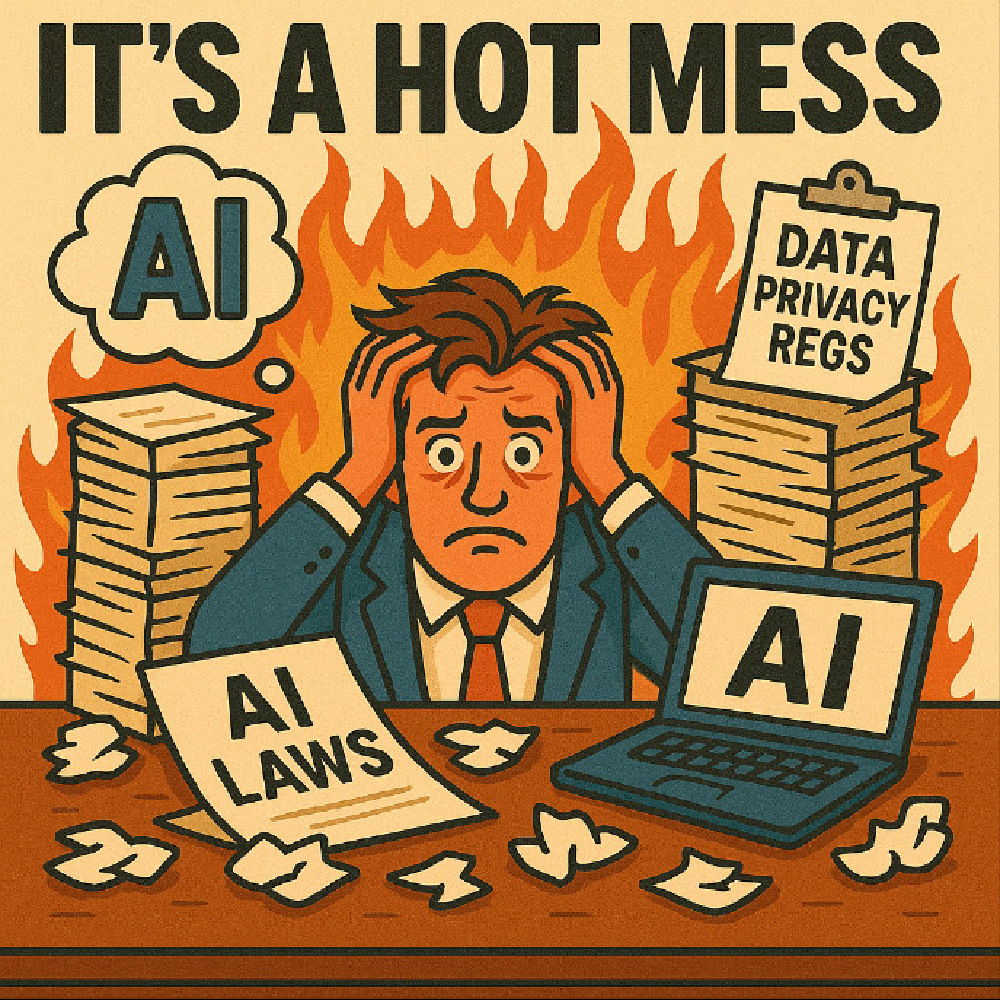 IT'S A HOT MESS
AI
DATA
PRIVACY
REGS
AI
LAWS
AI